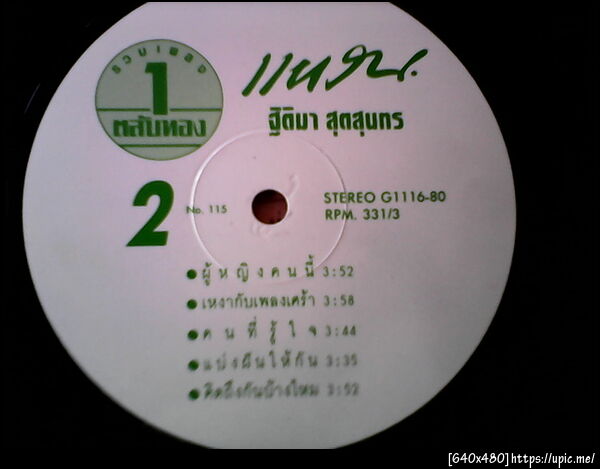 รวมเพลง
1
ตลับทอง
แหวน.
ฐิติมา สุตสุนทร
2
No. 115
STEREO G1116-80
RPM. 331/3
ผู้หญิงคนนี้ 3:52
เหงากับเพลงเศร้า 3:58
คนที่รู้ใจ 3:44
แบ่งฝันให้กัน 3:35
คิดถึงกันบ้างไหม 3:52
[640x480]https://upic.me/